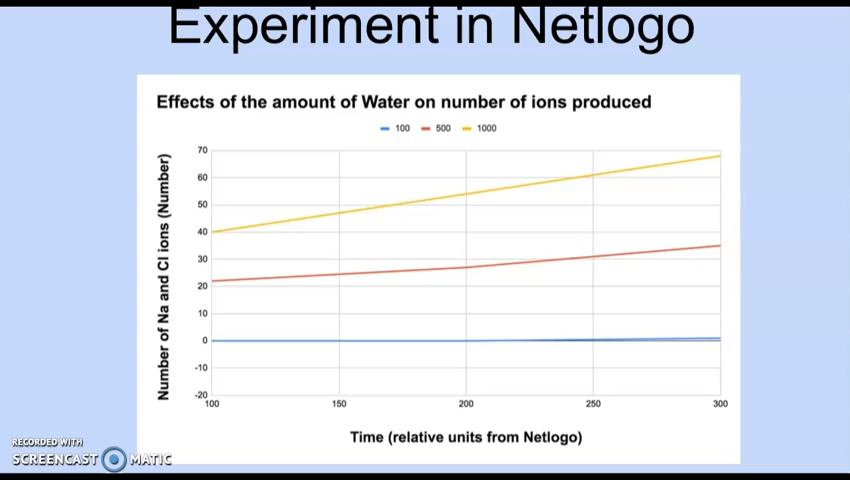 Experiment in Netlogo
Effects of the amount of Water on number of ions produced
100 500 1000
Number of Na and Cl ions (Number)
70
60
50
40
30
20
10
0
-10
-20
100 150 200 250 300
Time (relative units from Netlogo)
RECORDED WITH
SCREENCAST MATIC